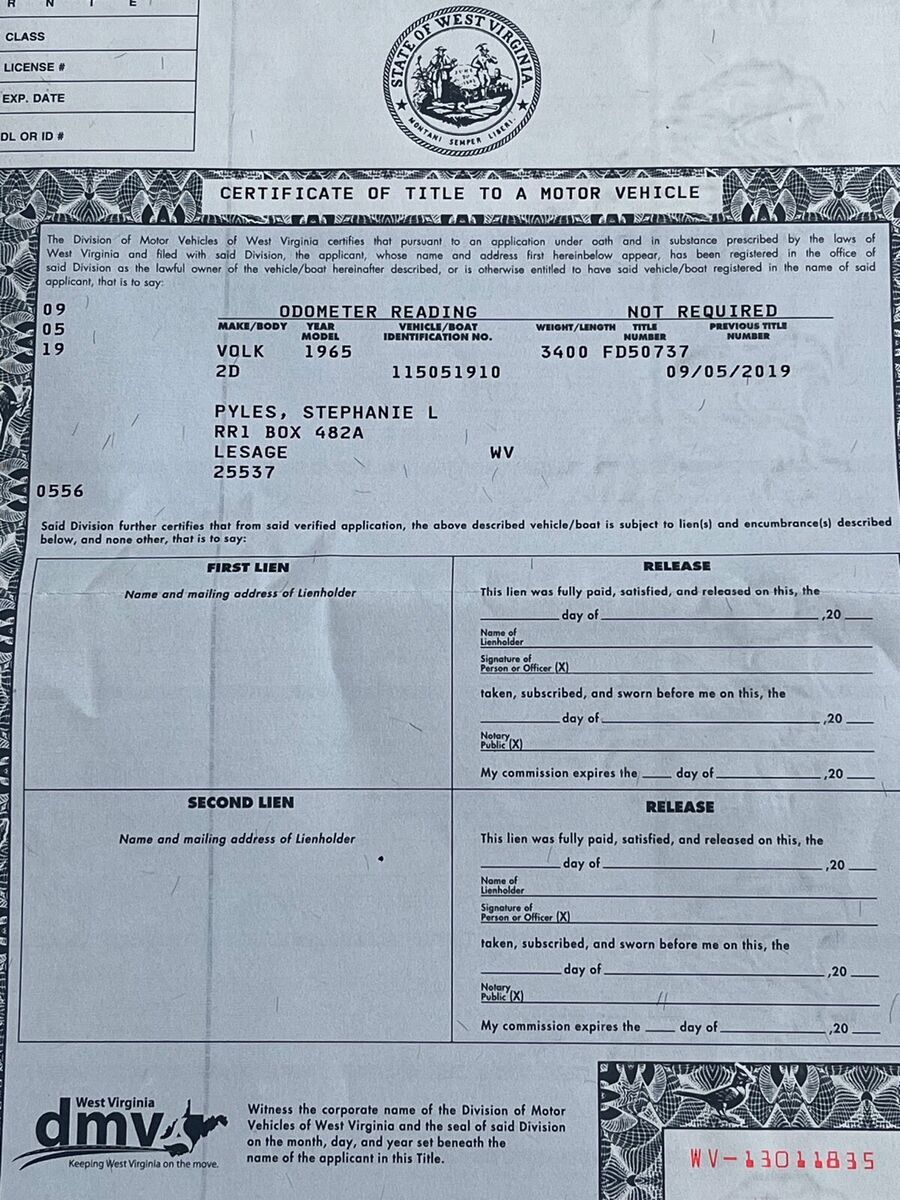 R N I E
CLASS
LICENSE #
EXP. DATE
DL OR ID #
STATE OF WEST VIRGINIA
MONTANI SEMPER LIBERI
CERTIFICATE OF TITLE TO A MOTOR VEHICLE
The Division of Motor Vehicles of West Virginia certifies that pursuant to an application under oath and in substance prescribed by the laws of
West Virginia and filed with said Division, the applicant, whose name and address first hereinbelow appear, has been registered in the office of
said Division as the lawful owner of the vehicle/boat hereinafter described, or is otherwise entitled to have said vehicle/boat registered in the name of said
applicant, that is to say:
09 ODOMETER READING NOT REQUIRED
05 MAKE/BODY YEAR MODEL VEHICLE/BOAT IDENTIFICATION NO. WEIGHT/LENGTH TITLE NUMBER PREVIOUS TITLE NUMBER
19 VOLK 1965 3400 FD50737
2D 115051910 09/05/2019
PYLES, STEPHANIE L
RR1 BOX 482A
LESAGE WV
25537
0556
Said Division further certifies that from said verified application, the above described vehicle/boat is subject to lien(s) and encumbrance(s) described
below, and none other, that is to say:
FIRST LIEN
Name and mailing address of Lienholder
RELEASE
This lien was fully paid, satisfied, and released on this, the
day of ,20
Name of
Lienholder
Signature of
Person or Officer (X)
taken, subscribed, and sworn before me on this, the
day of ,20
Notary
Public (X)
My commission expires the day of ,20
SECOND LIEN
Name and mailing address of Lienholder
RELEASE
This lien was fully paid, satisfied, and released on this, the
day of ,20
Name of
Lienholder
Signature of
Person or Officer (X)
taken, subscribed, and sworn before me on this, the
day of ,20
Notary
Public (X)
My commission expires the day of ,20
West Virginia
dmv
Keeping West Virginia on the move.
Witness the corporate name of the Division of Motor
Vehicles of West Virginia and the seal of said Division
on the month, day, and year set beneath the
name of the applicant in this Title.
WV-13011835